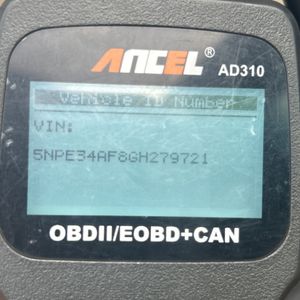 ANCEL®
AD310
Vehicle ID Number
VIN:
5NPE34AF8GH279721
OBDII/EOBD+CAN